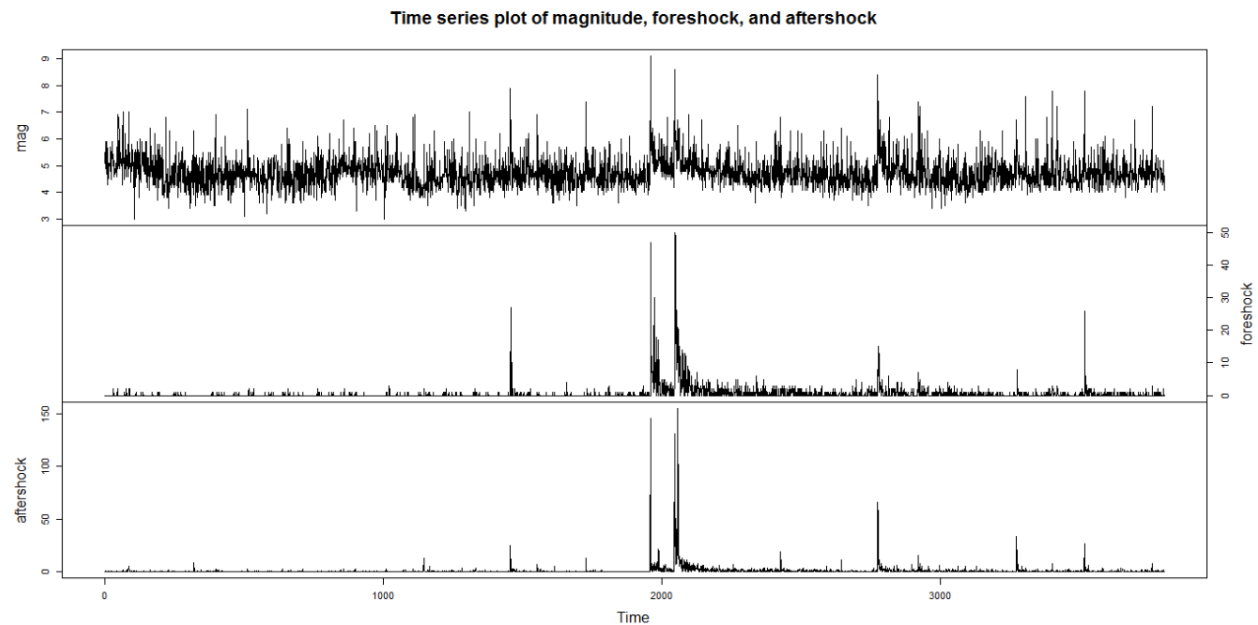 Time series plot of magnitude, foreshock, and aftershock
mag
9
8
7
6
5
4
3
foreshock
50
40
30
20
10
0
aftershock
150
100
50
0
0 1000 2000 3000
Time